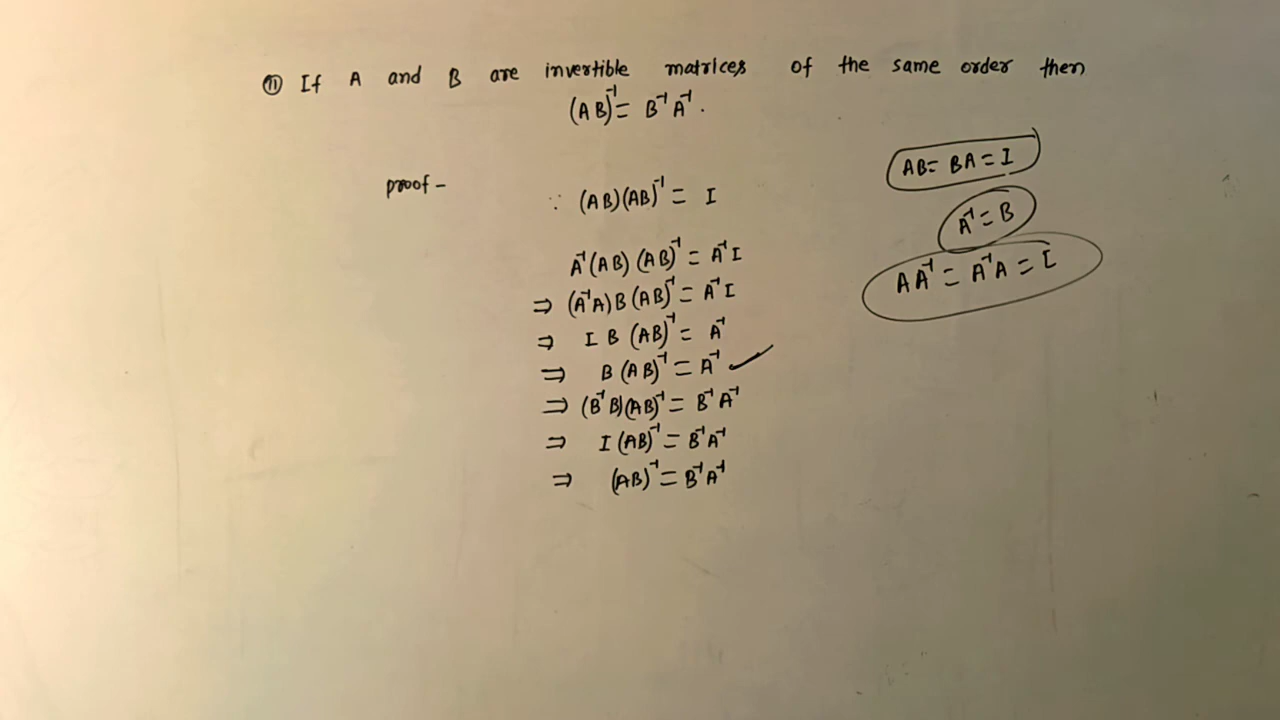 ⑪ If A and B are invertible matrices of the same order then
(AB)⁻¹ = B⁻¹A⁻¹.
proof -
∵ (AB)(AB)⁻¹ = I
A⁻¹(AB)(AB)⁻¹ = A⁻¹I
⇒ (A⁻¹A)B(AB)⁻¹ = A⁻¹I
⇒ I B (AB)⁻¹ = A⁻¹
⇒ B(AB)⁻¹ = A⁻¹ ✓
⇒ (B⁻¹B)(AB)⁻¹ = B⁻¹A⁻¹
⇒ I(AB)⁻¹ = B⁻¹A⁻¹
⇒ (AB)⁻¹ = B⁻¹A⁻¹
AB = BA = I
A⁻¹ = B
AA⁻¹ = A⁻¹A = I